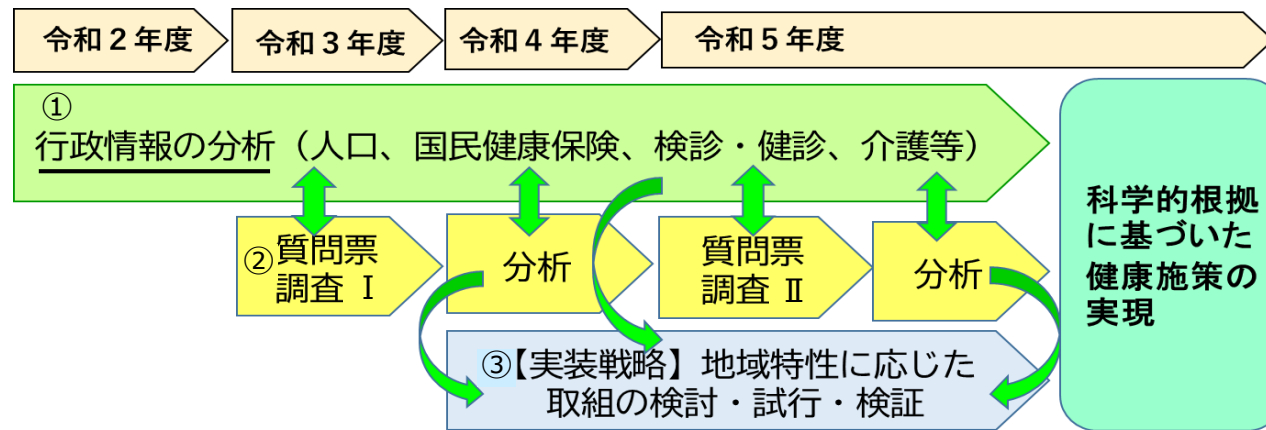 令和２年度
令和３年度
令和４年度
令和５年度
①
行政情報の分析（人口、国民健康保険、検診・健診、介護等）
②質問票
調査 Ⅰ
分析
質問票
調査 Ⅱ
分析
③【実装戦略】地域特性に応じた
取組の検討・試行・検証
科学的根拠
に基づいた
健康施策の
実現